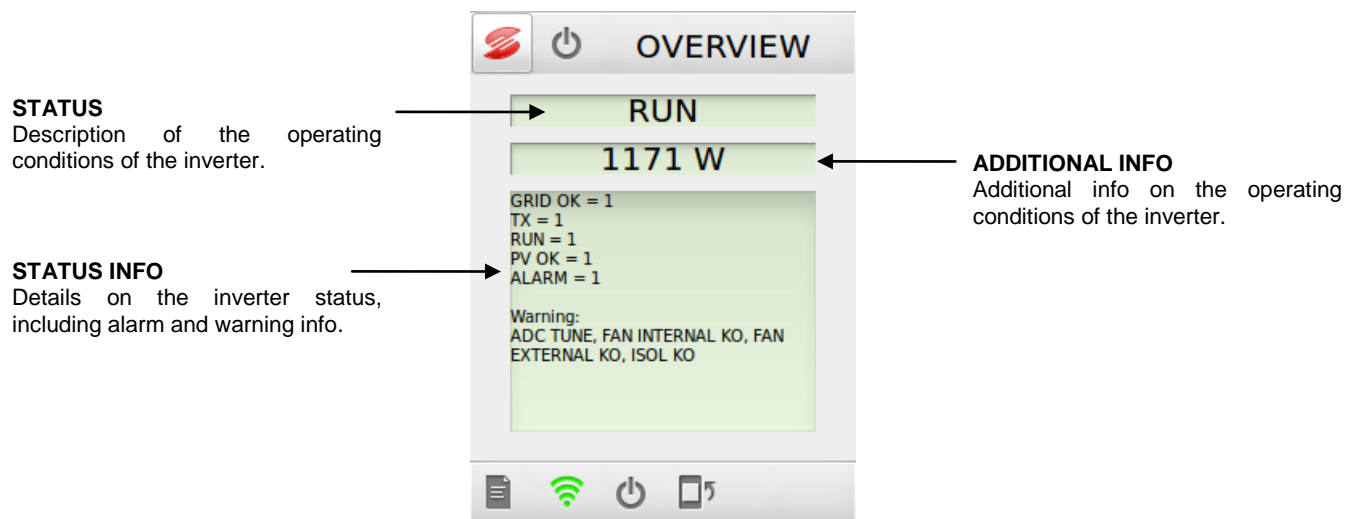 OVERVIEW
STATUS
Description of the operating
conditions of the inverter.
RUN
1171 W
ADDITIONAL INFO
Additional info on the operating
conditions of the inverter.
GRID OK = 1
TX = 1
RUN = 1
PV OK = 1
ALARM = 1
STATUS INFO
Details on the inverter status,
including alarm and warning info.
Warning:
ADC TUNE, FAN INTERNAL KO, FAN
EXTERNAL KO, ISOL KO